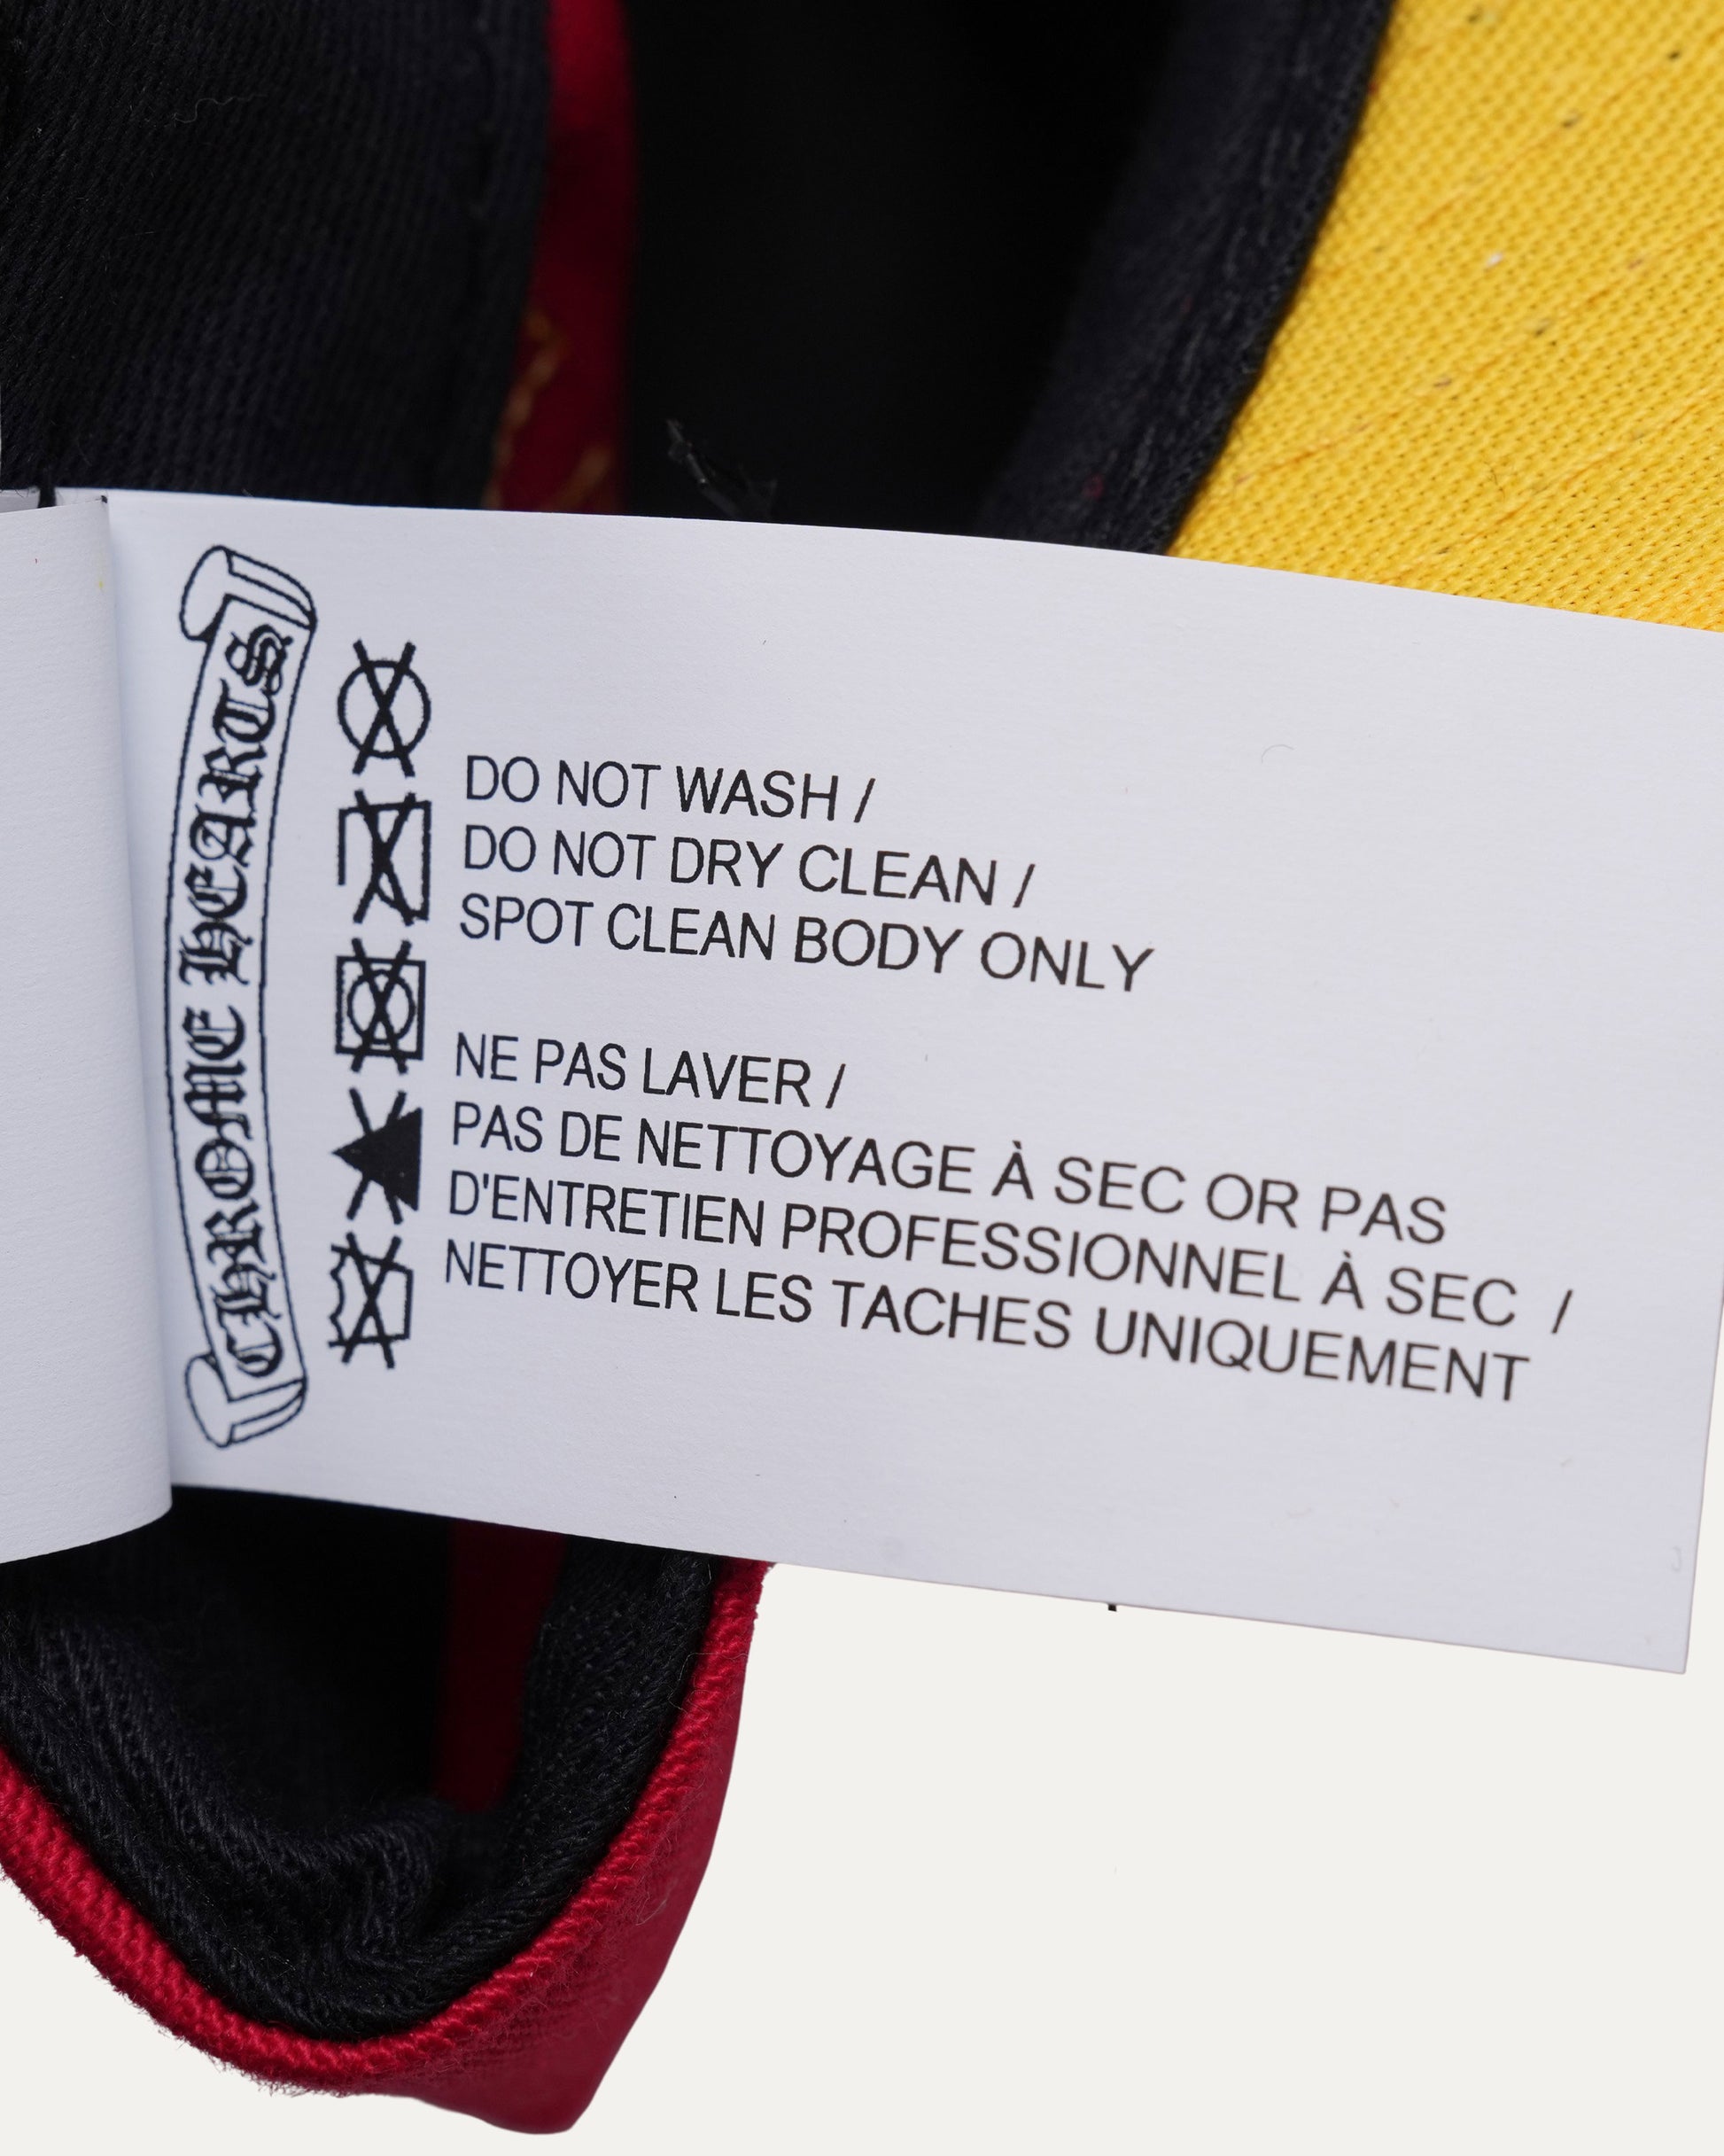 CHROME HEARTS
DO NOT WASH /
DO NOT DRY CLEAN /
SPOT CLEAN BODY ONLY
NE PAS LAVER /
PAS DE NETTOYAGE À SEC OR PAS
D'ENTRETIEN PROFESSIONNEL À SEC /
NETTOYER LES TACHES UNIQUEMENT